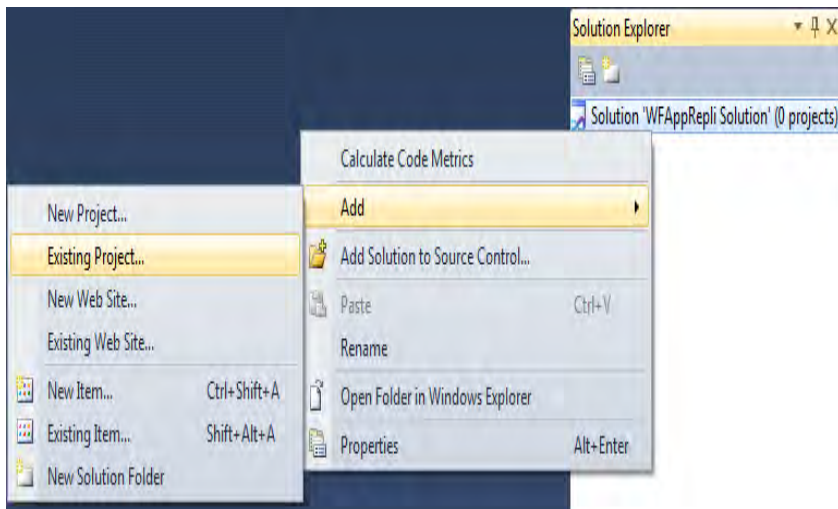 Solution Explorer
Solution 'WFAppRepli Solution' (0 projects)
Calculate Code Metrics
Add
Add Solution to Source Control...
Paste Ctrl+V
Rename
Open Folder in Windows Explorer
Properties Alt+Enter
New Project...
Existing Project...
New Web Site...
Existing Web Site...
New Item... Ctrl+Shift+A
Existing Item... Shift+Alt+A
New Solution Folder